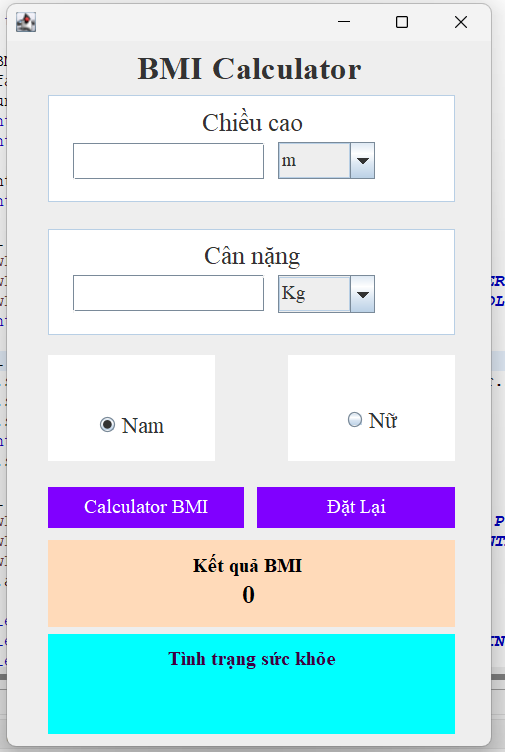 BMI Calculator
Chiều cao
m
Cân nặng
Kg
Nam
Nữ
Calculator BMI
Đặt Lại
Kết quả BMI
0
Tình trạng sức khỏe